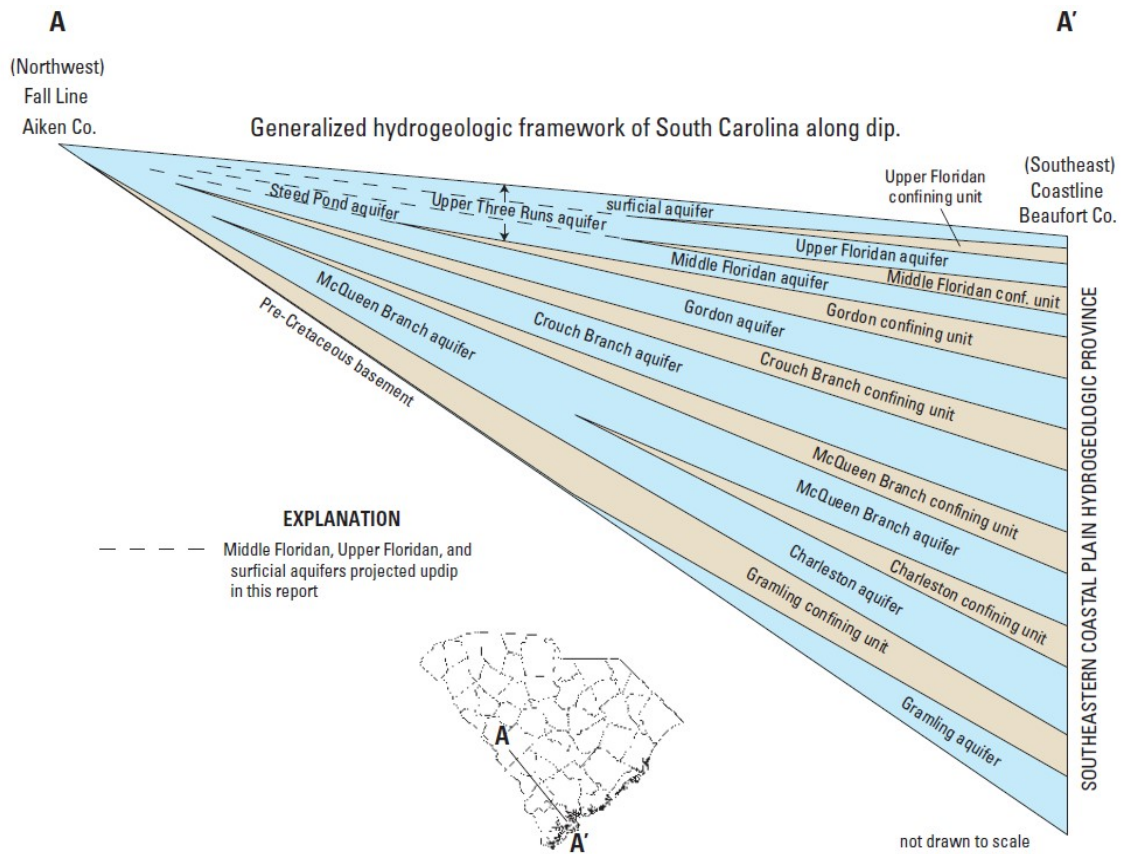 A
A'
(Northwest)
Fall Line
Aiken Co.
Generalized hydrogeologic framework of South Carolina along dip.
(Southeast)
Coastline
Beaufort Co.
Upper Floridan
confining unit
Steed Pond aquifer
Upper Three Runs aquifer
surficial aquifer
Upper Floridan aquifer
Middle Floridan conf. unit
Middle Floridan aquifer
Gordon confining unit
Gordon aquifer
Crouch Branch confining unit
Crouch Branch aquifer
McQueen Branch aquifer
Pre-Cretaceous basement
McQueen Branch confining unit
McQueen Branch aquifer
Charleston confining unit
Charleston aquifer
Gramling confining unit
Gramling aquifer
SOUTHEASTERN COASTAL PLAIN HYDROGEOLOGIC PROVINCE
EXPLANATION
Middle Floridan, Upper Floridan, and
surficial aquifers projected updip
in this report
A
A'
not drawn to scale